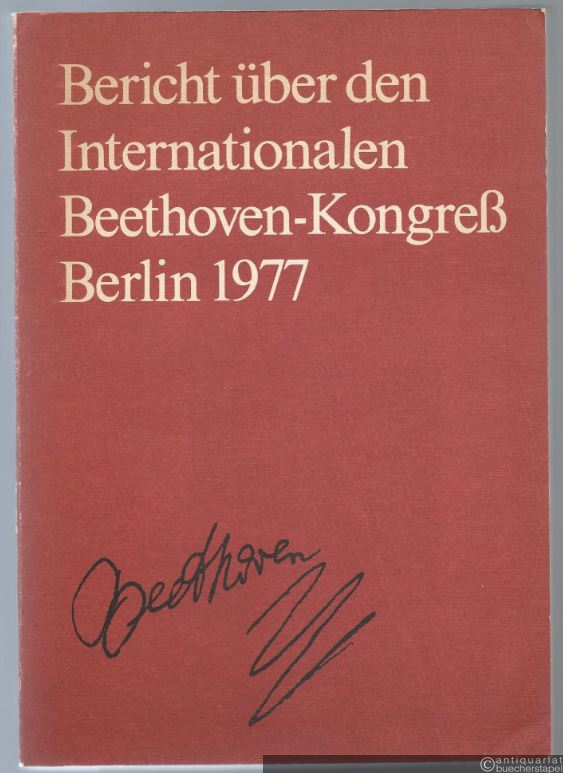 Bericht über den
Internationalen
Beethoven-Kongreß
Berlin 1977
Beethoven
© antiquariat
buecherstapel